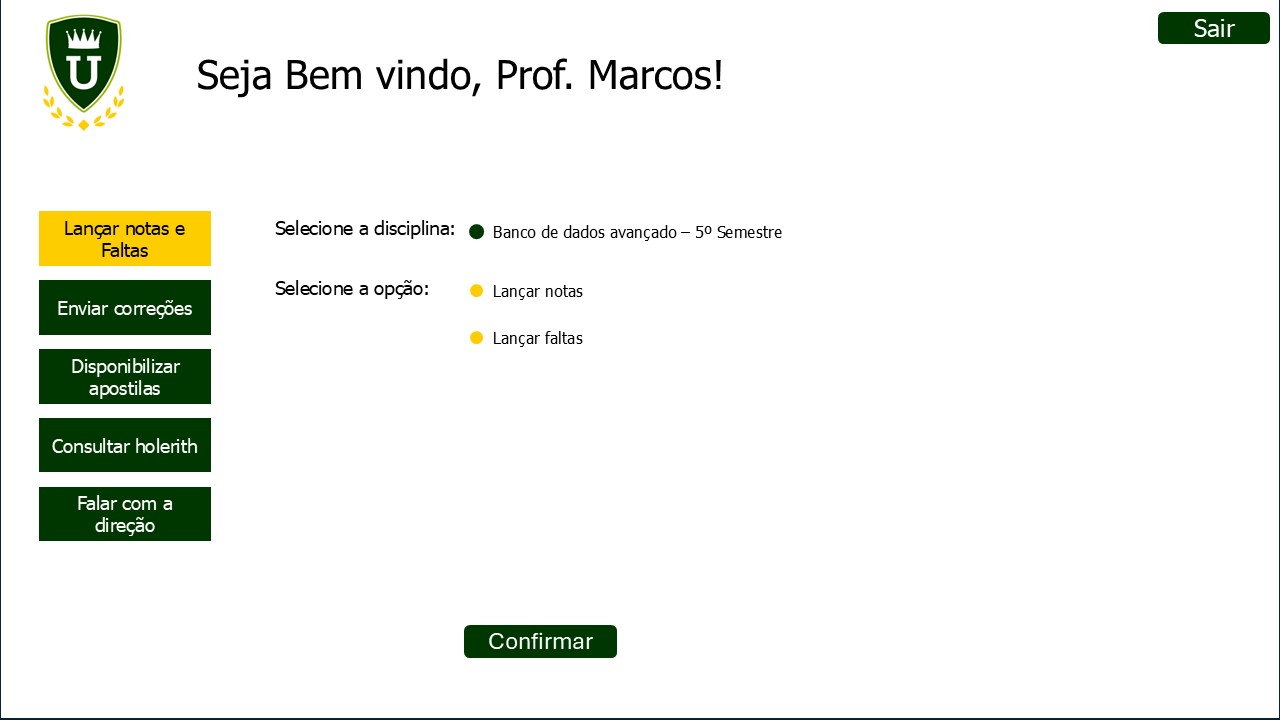 Sair
U
Seja Bem vindo, Prof. Marcos!
Lançar notas e
Faltas
Enviar correções
Disponibilizar
apostilas
Consultar holerith
Falar com a
direção
Selecione a disciplina:
Banco de dados avançado – 5º Semestre
Selecione a opção:
Lançar notas
Lançar faltas
Confirmar